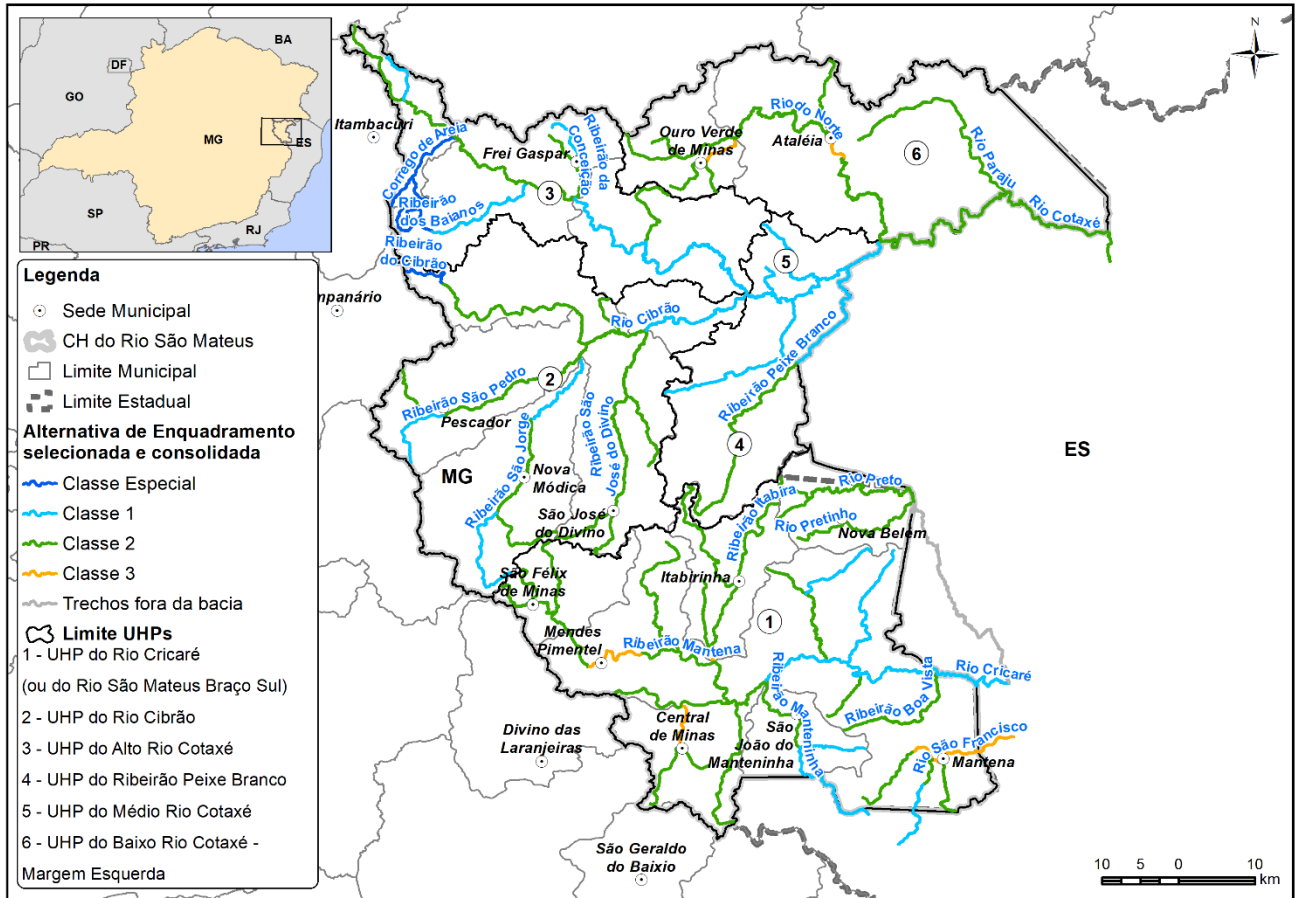 BA
DF
GO
MG
ES
SP
RJ
PR
N
Legenda
Sede Municipal
CH do Rio São Mateus
Limite Municipal
Limite Estadual
Alternativa de Enquadramento
selecionada e consolidada
Classe Especial
Classe 1
Classe 2
Classe 3
Trechos fora da bacia
Limite UHPs
1 - UHP do Rio Cricaré
(ou do Rio São Mateus Braço Sul)
2 - UHP do Rio Cibrão
3 - UHP do Alto Rio Cotaxé
4 - UHP do Ribeirão Peixe Branco
5 - UHP do Médio Rio Cotaxé
6 - UHP do Baixo Rio Cotaxé -
Margem Esquerda
Itambacuri
Corrego de Areia
Frei Gaspar
Ribeirão da
Conceição
Ouro Verde
de Minas
Rio do Norte
Ataléia
6
Rio Paraju
Rio Cotaxé
3
Ribeirão
dos Baianos
Ribeirão
do Cibrão
5
mpanário
Rio Cibrão
Ribeirão Peixe Branco
2
Ribeirão São Pedro
Pescador
Ribeirão São Jorge
Ribeirão São
José do Divino
4
MG
ES
Nova
Módica
São José
do Divino
Ribeirão Itabira
Rio Preto
Rio Pretinho
Nova Belém
São Félix
de Minas
Itabirinha
1
Mendes
Pimentel
Ribeirão Mantena
Ribeirão Manteninha
Rio Cricaré
Ribeirão Boa Vista
Divino das
Laranjeiras
Central
de Minas
São
João do
Manteninha
Rio São Francisco
Mantena
São Geraldo
do Baixio
10 5 0 10
km